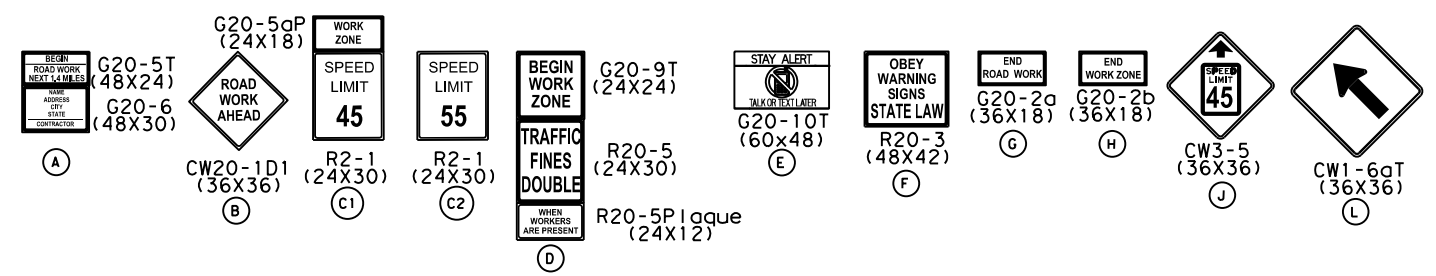 BEGIN
ROAD WORK
NEXT 1.4 MILES
G20-5T
(48X24)
NAME
ADDRESS
CITY
STATE
CONTRACTOR
G20-6
(48X30)
A
ROAD
WORK
AHEAD
CW20-1D1
(36X36)
B
G20-5aP
(24X18)
WORK
ZONE
SPEED
LIMIT
45
R2-1
(24X30)
C1
SPEED
LIMIT
55
R2-1
(24X30)
C2
BEGIN
WORK
ZONE
G20-9T
(24X24)
TRAFFIC
FINES
DOUBLE
R20-5
(24X30)
WHEN
WORKERS
ARE PRESENT
R20-5Plaque
(24X12)
D
STAY ALERT
TALK OR TEXT LATER
G20-10T
(60x48)
E
OBEY
WARNING
SIGNS
STATE LAW
R20-3
(48X42)
F
END
ROAD WORK
G20-2a
(36X18)
G
END
WORK ZONE
G20-2b
(36X18)
H
SPEED
LIMIT
45
CW3-5
(36X36)
J
CW1-6aT
(36X36)
L